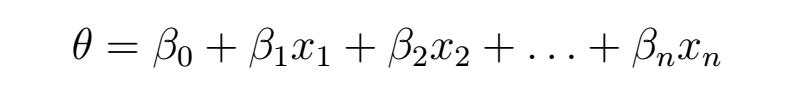 θ = β₀ + β₁x₁ + β₂x₂ + . . . + βₙxₙ